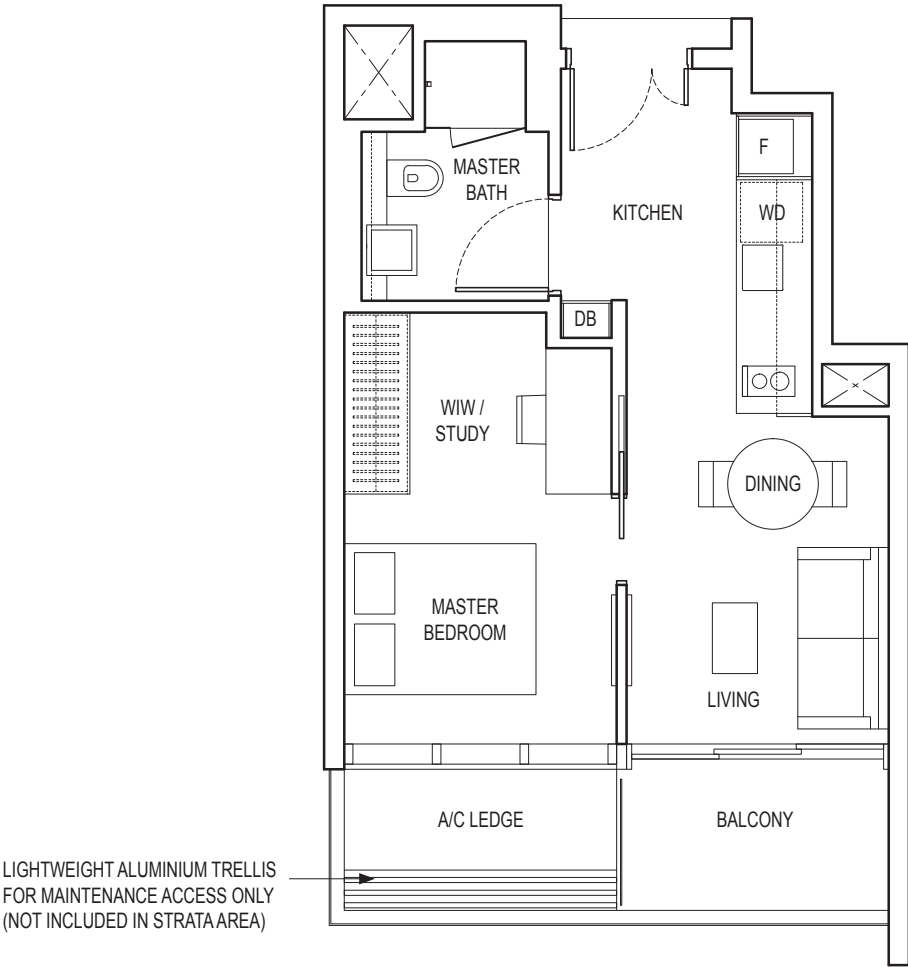 MASTER
BATH
F
KITCHEN
WD
DB
WIW /
STUDY
DINING
MASTER
BEDROOM
LIVING
A/C LEDGE
BALCONY
LIGHTWEIGHT ALUMINIUM TRELLIS
FOR MAINTENANCE ACCESS ONLY
(NOT INCLUDED IN STRATA AREA)